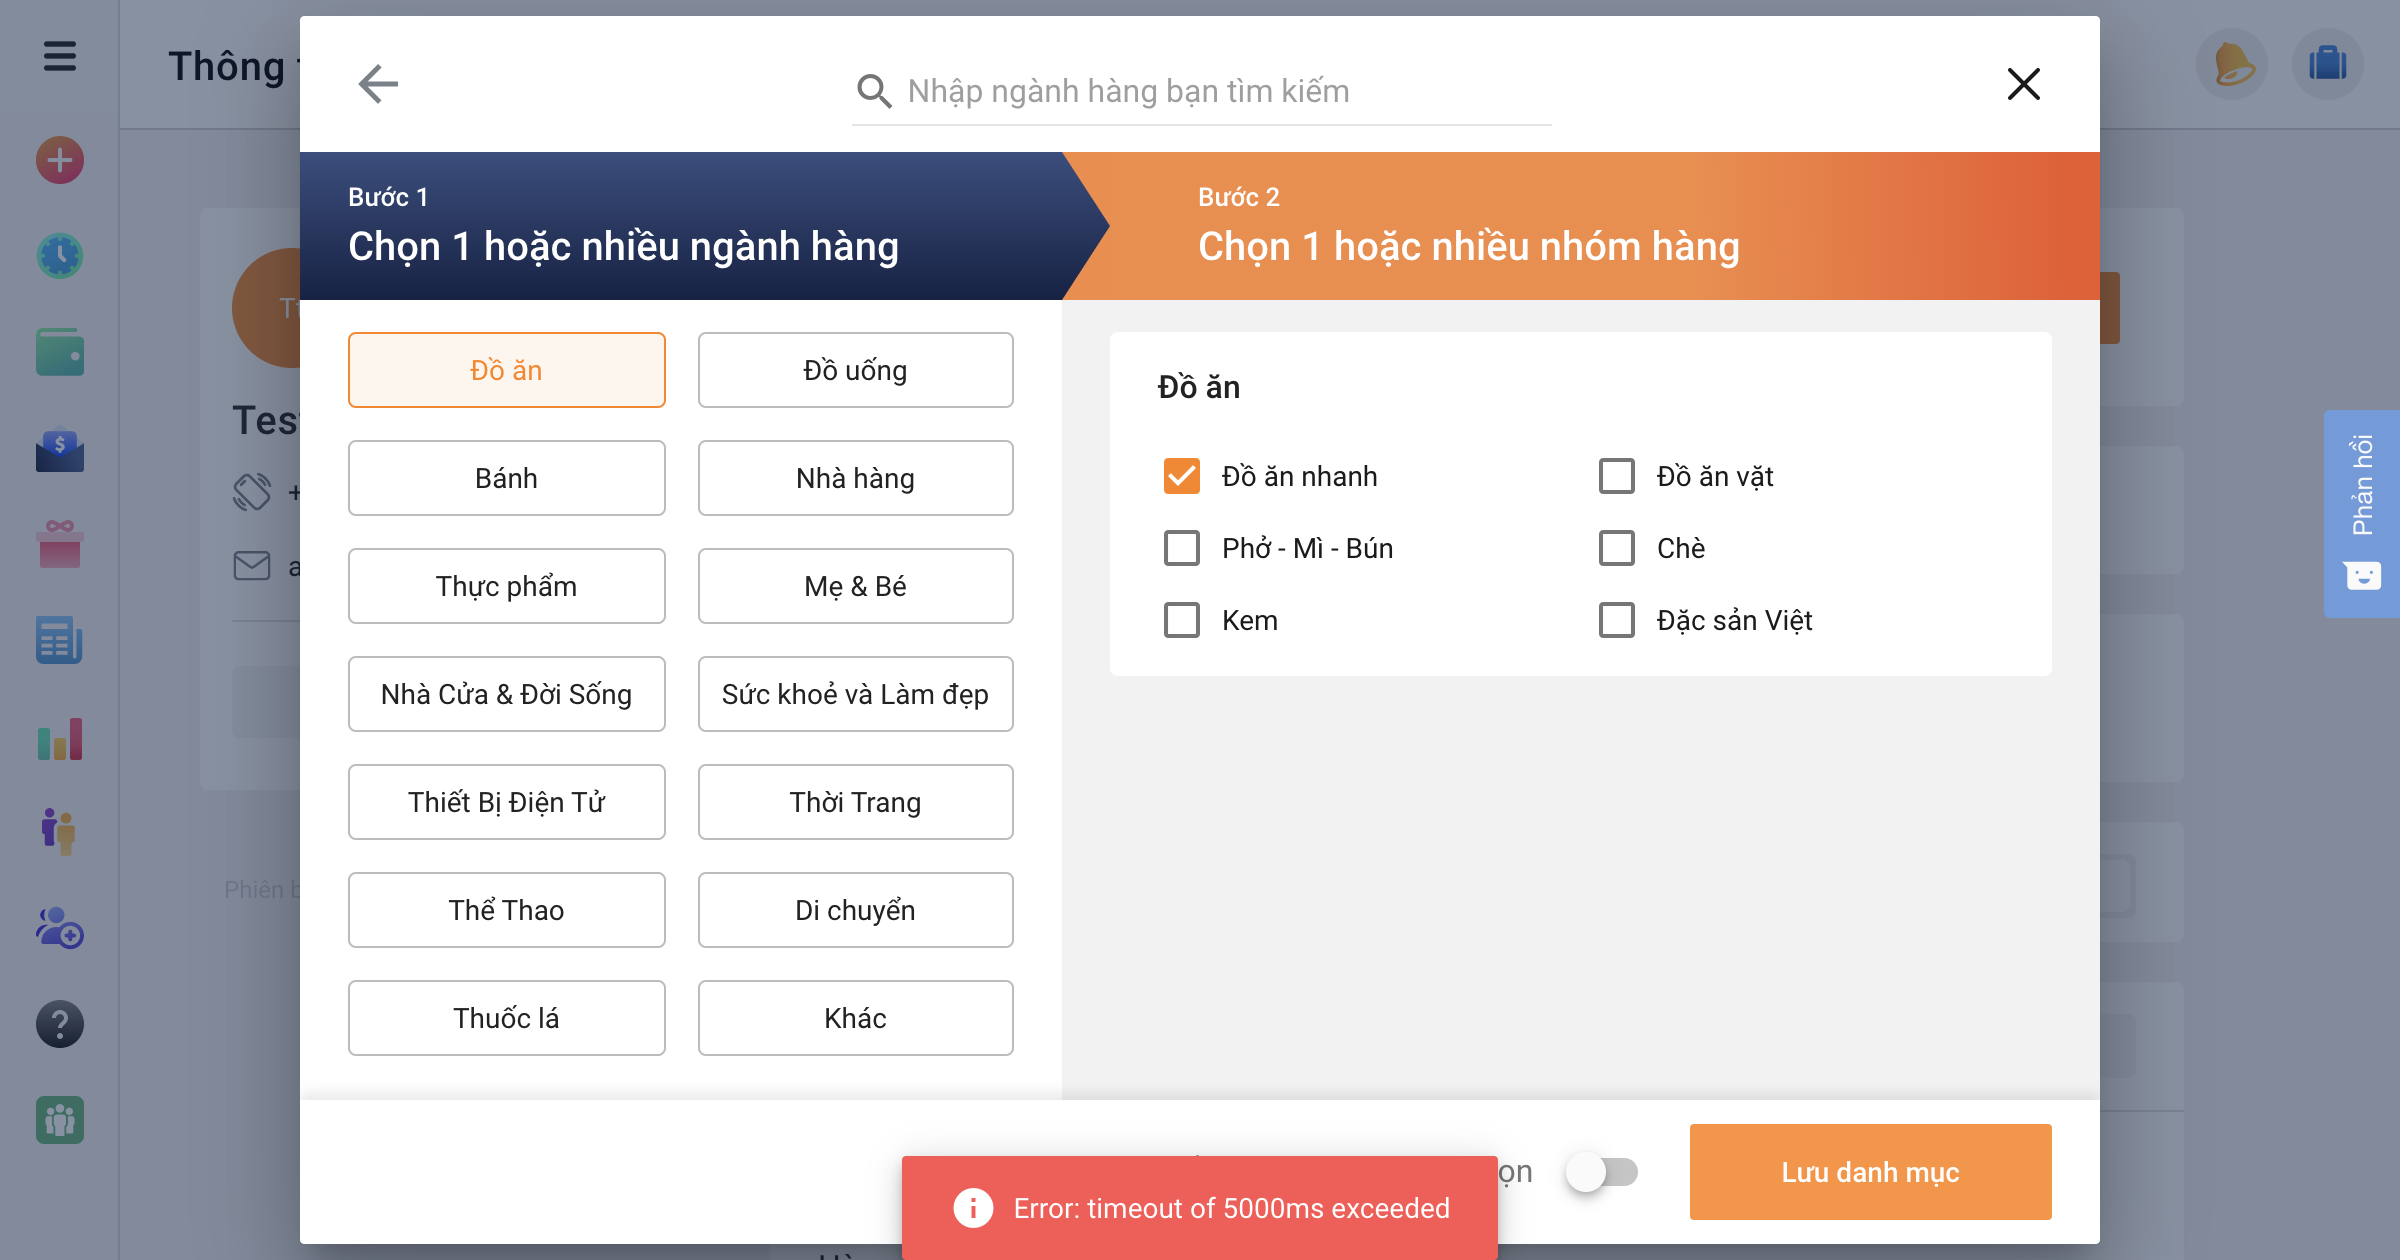 Thông
Nhập ngành hàng bạn tìm kiếm
Bước 1
Chọn 1 hoặc nhiều ngành hàng
Bước 2
Chọn 1 hoặc nhiều nhóm hàng
Đồ ăn
Đồ uống
Bánh
Nhà hàng
Thực phẩm
Mẹ & Bé
Nhà Cửa & Đời Sống
Sức khoẻ và Làm đẹp
Thiết Bị Điện Tử
Thời Trang
Thể Thao
Di chuyển
Thuốc lá
Khác
Đồ ăn
Đồ ăn nhanh
Đồ ăn vặt
Phở - Mì - Bún
Chè
Kem
Đặc sản Việt
Phiên
Phản hồi
Lưu danh mục
Error: timeout of 5000ms exceeded